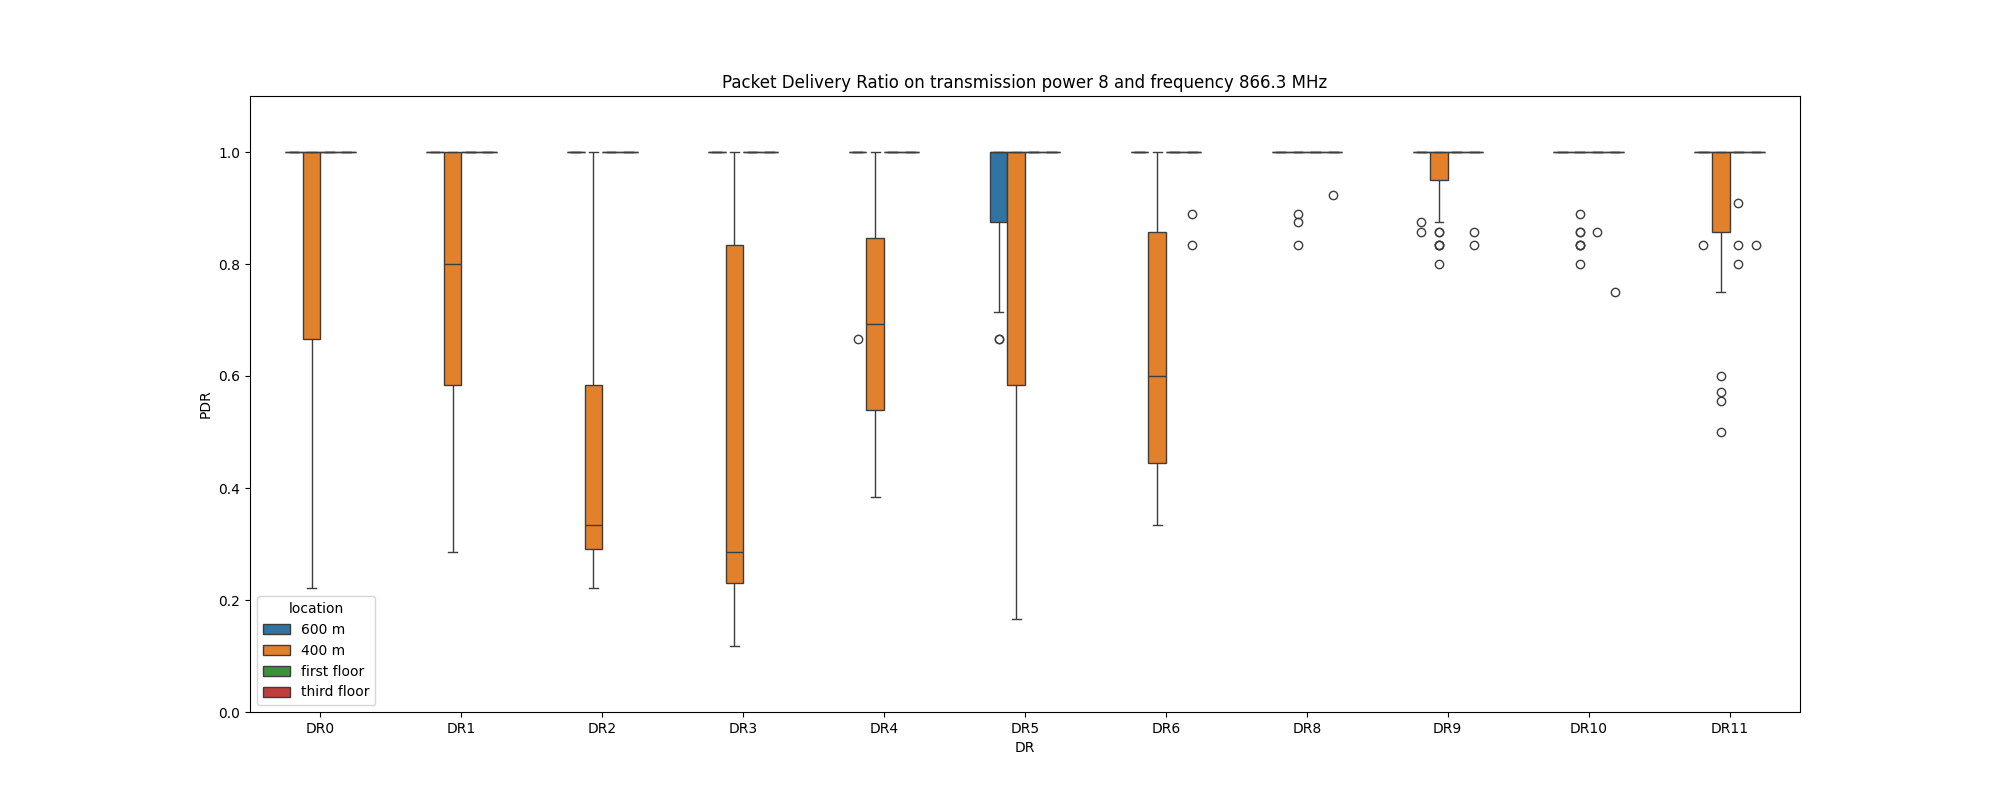 Packet Delivery Ratio on transmission power 8 and frequency 866.3 MHz
1.0
0.8
0.6
0.4
0.2
0.0
PDR
location
600 m
400 m
first floor
third floor
DR0 DR1 DR2 DR3 DR4 DR5 DR6 DR8 DR9 DR10 DR11
DR